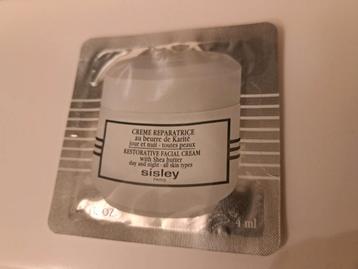 CREME REPARATRICE
au beurre de Karité
jour et nuit - toutes peaux
RESTORATIVE FACIAL CREAM
with Shea butter
day and night - all skin types
sisley
PARIS
OZ
4 ml